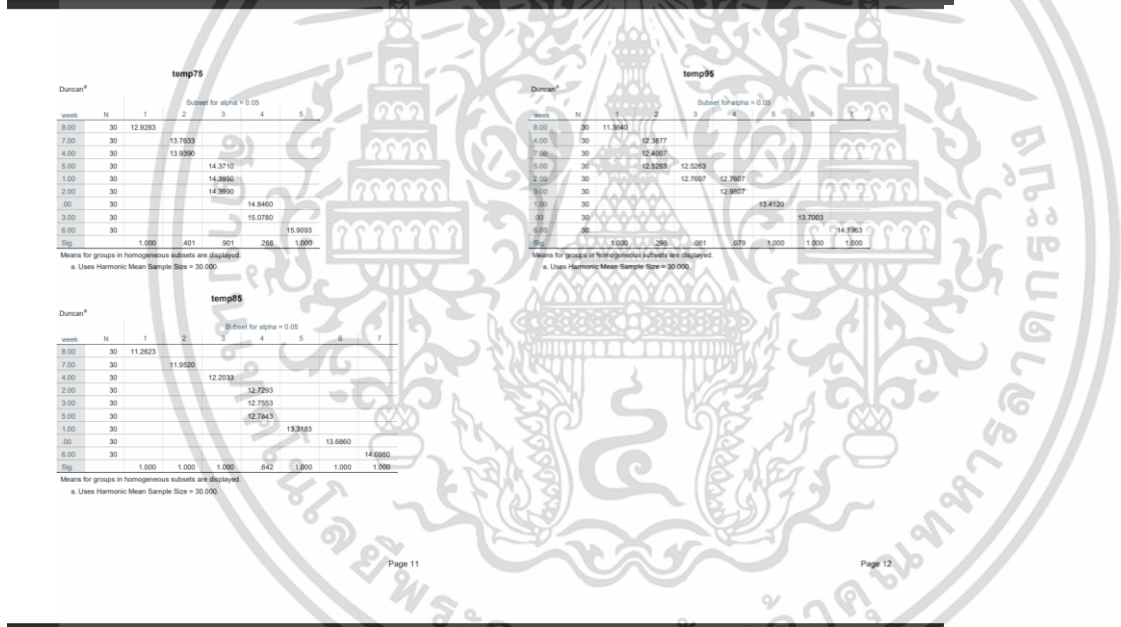 temp75
Duncanᵃ
Subset for alpha = 0.05
week N 1 2 3 4 5
8.00 30 12.9283
7.00 30 13.7633
4.00 30 13.9390
5.00 30 14.3710
1.00 30 14.3950
2.00 30 14.3990
.00 30 14.8460
3.00 30 15.0780
6.00 30 15.9093
Sig. 1.000 .401 .901 .268 1.000
Means for groups in homogeneous subsets are displayed.
a. Uses Harmonic Mean Sample Size = 30.000.
temp85
Duncanᵃ
Subset for alpha = 0.05
week N 1 2 3 4 5 6 7
8.00 30 11.2623
7.00 30 11.9520
4.00 30 12.2033
2.00 30 12.7293
3.00 30 12.7553
5.00 30 12.7843
1.00 30 13.3183
.00 30 13.6860
6.00 30 14.0980
Sig. 1.000 1.000 1.000 .642 1.000 1.000 1.000
Means for groups in homogeneous subsets are displayed.
a. Uses Harmonic Mean Sample Size = 30.000.
Page 11
temp95
Duncanᵃ
Subset for alpha = 0.05
week N 1 2 3 4 5 6 7
8.00 30 11.3640
4.00 30 12.3877
7.00 30 12.4007
5.00 30 12.5263 12.5263
2.00 30 12.7607 12.7607
3.00 30 12.9807
1.00 30 13.4120
.00 30 13.7003
6.00 30 14.1963
Sig. 1.000 .298 .061 .079 1.000 1.000 1.000
Means for groups in homogeneous subsets are displayed.
a. Uses Harmonic Mean Sample Size = 30.000.
Page 12